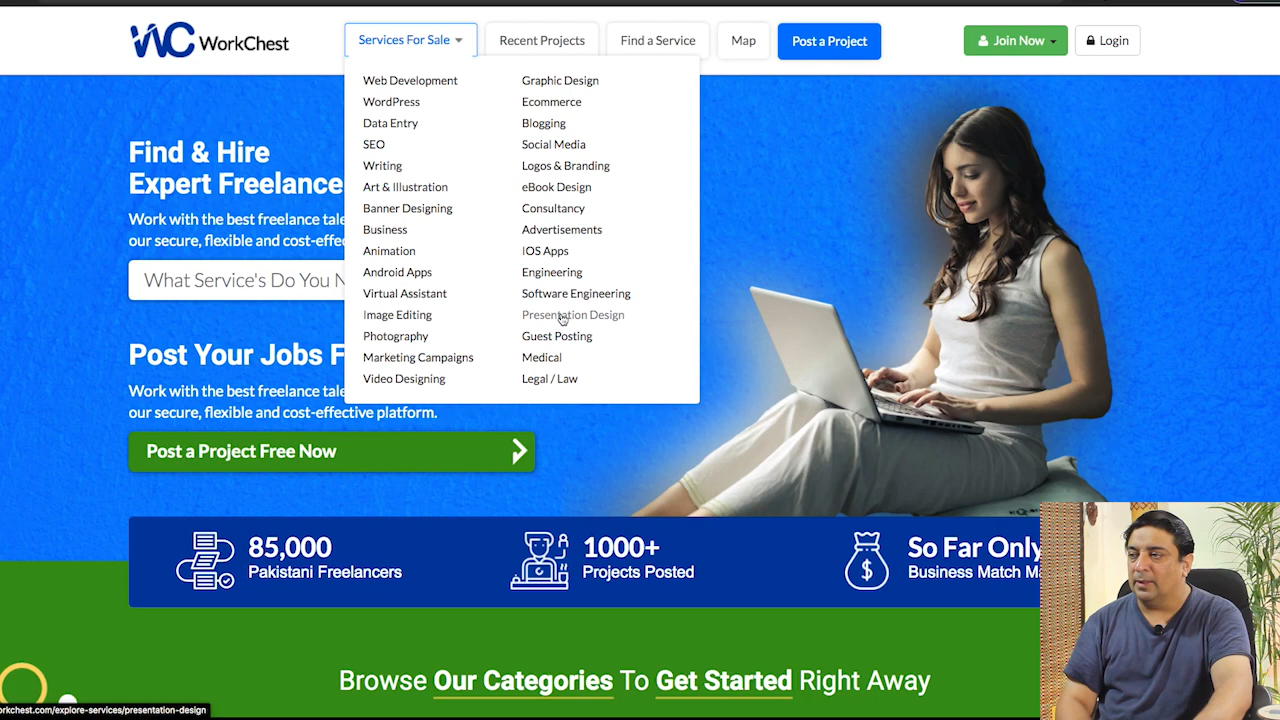 WC WorkChest
Services For Sale
Recent Projects
Find a Service
Map
Post a Project
Join Now
Login
Web Development
WordPress
Data Entry
SEO
Writing
Art & Illustration
Banner Designing
Business
Animation
Android Apps
Virtual Assistant
Image Editing
Photography
Marketing Campaigns
Video Designing
Graphic Design
Ecommerce
Blogging
Social Media
Logos & Branding
eBook Design
Consultancy
Advertisements
IOS Apps
Engineering
Software Engineering
Presentation Design
Guest Posting
Medical
Legal / Law
Find & Hire
Expert Freelance
Work with the best freelance tale
our secure, flexible and cost-effe
What Service's Do You N
Post Your Jobs F
Work with the best freelance tale
our secure, flexible and cost-effective platform.
Post a Project Free Now
85,000
Pakistani Freelancers
1000+
Projects Posted
So Far Only
Business Match Ma
Browse Our Categories To Get Started Right Away
orkchest.com/explore-services/presentation-design